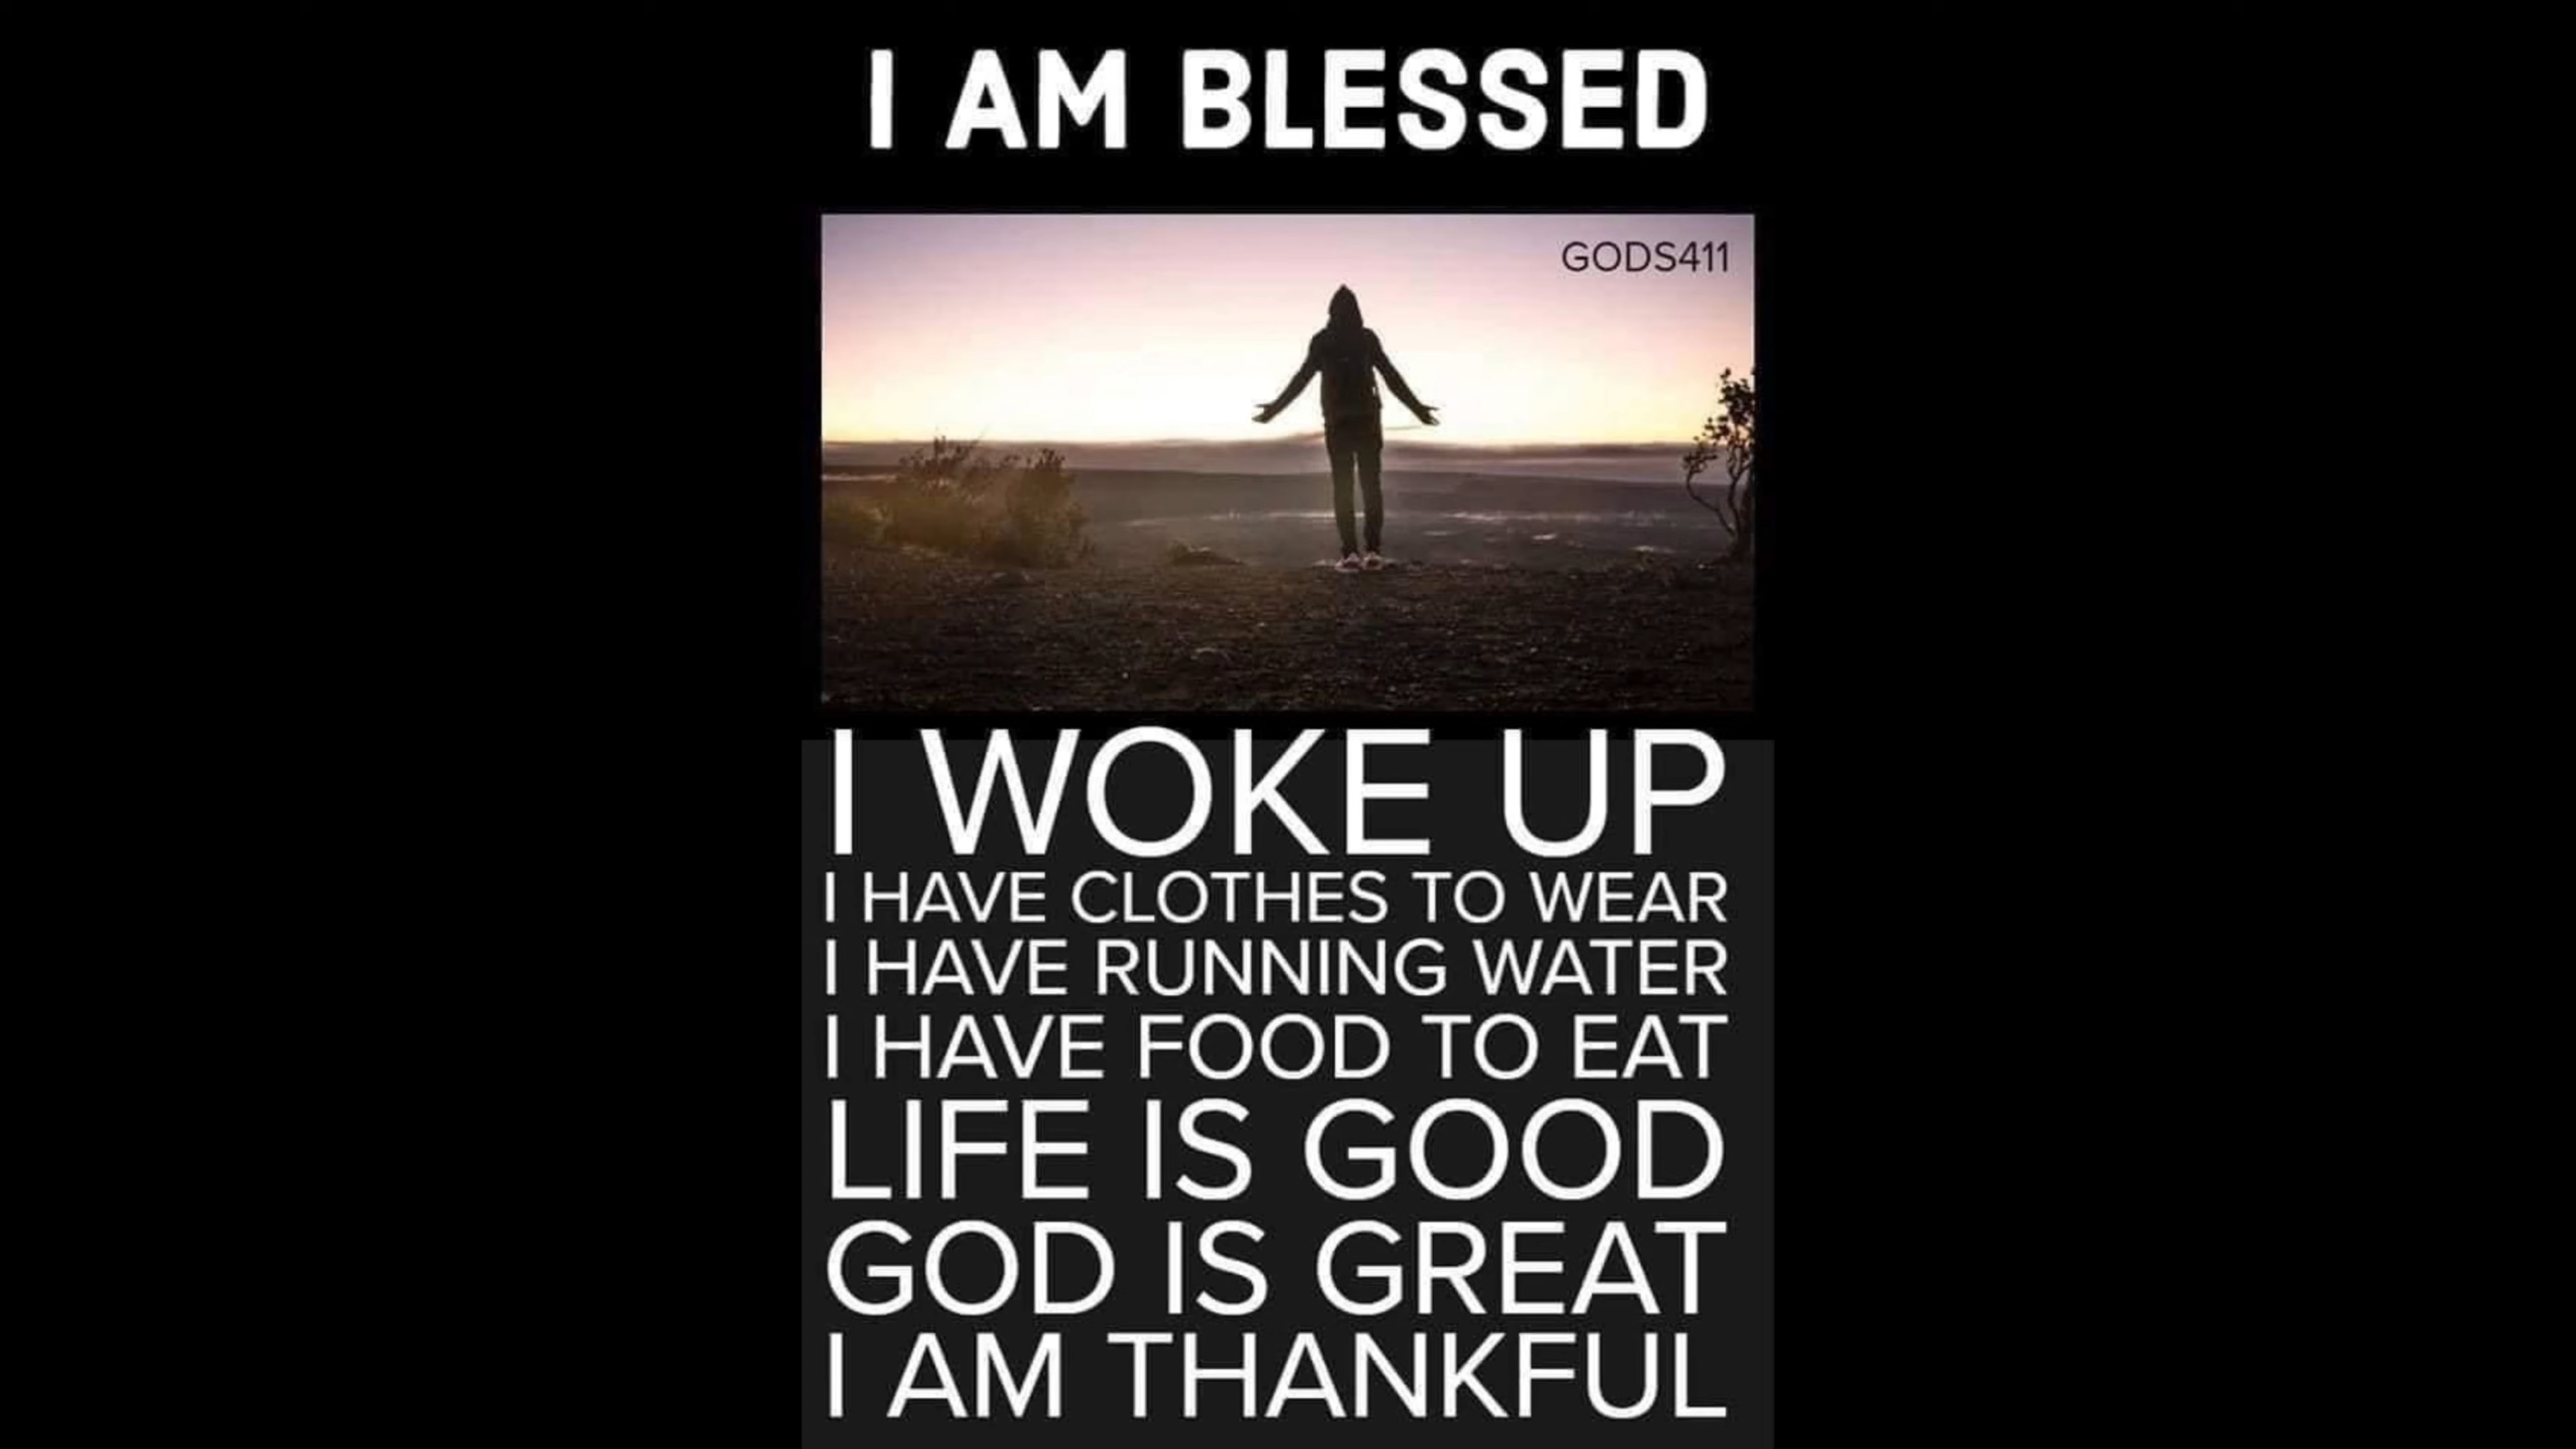 I AM BLESSED
GODS411
I WOKE UP
I HAVE CLOTHES TO WEAR
I HAVE RUNNING WATER
I HAVE FOOD TO EAT
LIFE IS GOOD
GOD IS GREAT
I AM THANKFUL